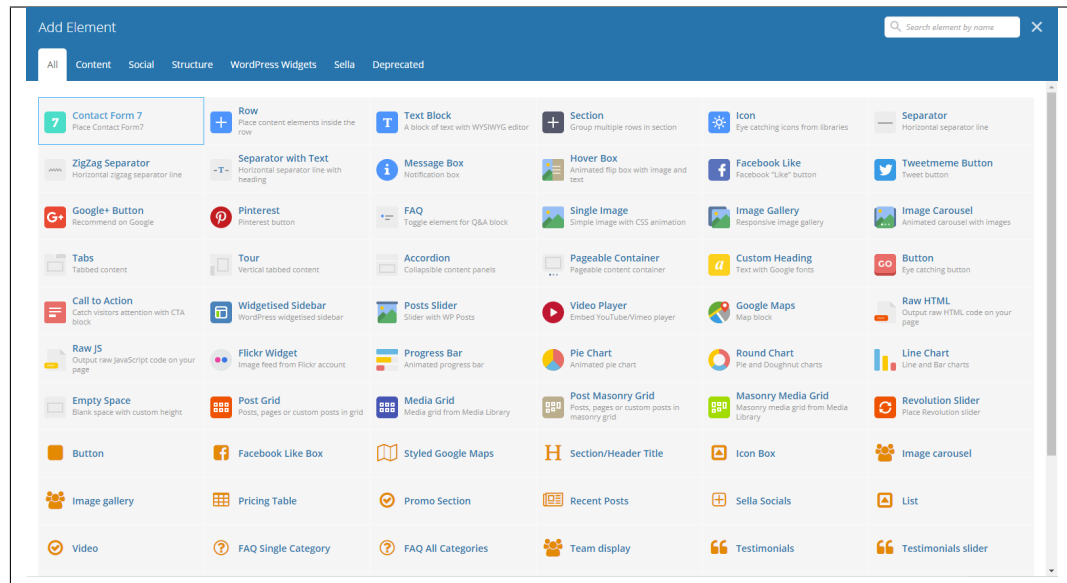 Add Element
Search element by name
All Content Social Structure WordPress Widgets Sella Deprecated
7
Contact Form 7
Place Contact Form7
Row
Place content elements inside the
row
T
Text Block
A block of text with WYSIWYG editor
Section
Group multiple rows in section
Icon
Eye catching icons from libraries
Separator
Horizontal separator line
ZigZag Separator
Horizontal zigzag separator line
-T-
Separator with Text
Horizontal separator line with
heading
i
Message Box
Notification box
Hover Box
Animated flip box with image and
text
f
Facebook Like
Facebook "Like" button
Tweetmeme Button
Tweet button
G+
Google+ Button
Recommend on Google
Pinterest
Pinterest button
FAQ
Toggle element for Q&A block
Single Image
Simple image with CSS animation
Image Gallery
Responsive image gallery
Image Carousel
Animated carousel with images
Tabs
Tabbed content
Tour
Vertical tabbed content
Accordion
Collapsible content panels
Pageable Container
Pageable content container
a
Custom Heading
Text with Google fonts
GO
Button
Eye catching button
Call to Action
Catch visitors attention with CTA
block
Widgetised Sidebar
WordPress widgetised sidebar
Posts Slider
Slider with WP Posts
Video Player
Embed YouTube/Vimeo player
Google Maps
Map block
Raw HTML
Output raw HTML code on your
page
Raw JS
Output raw JavaScript code on your
page
Flickr Widget
Image feed from Flickr account
Progress Bar
Animated progress bar
Pie Chart
Animated pie chart
Round Chart
Pie and Doughnut charts
Line Chart
Line and Bar charts
Empty Space
Blank space with custom height
Post Grid
Posts, pages or custom posts in grid
Media Grid
Media grid from Media Library
Post Masonry Grid
Posts, pages or custom posts in
masonry grid
Masonry Media Grid
Masonry media grid from Media
Library
Revolution Slider
Place Revolution slider
Button
f
Facebook Like Box
Styled Google Maps
H
Section/Header Title
Icon Box
Image carousel
Image gallery
Pricing Table
Promo Section
Recent Posts
Sella Socials
List
Video
?
FAQ Single Category
?
FAQ All Categories
Team display
Testimonials
Testimonials slider